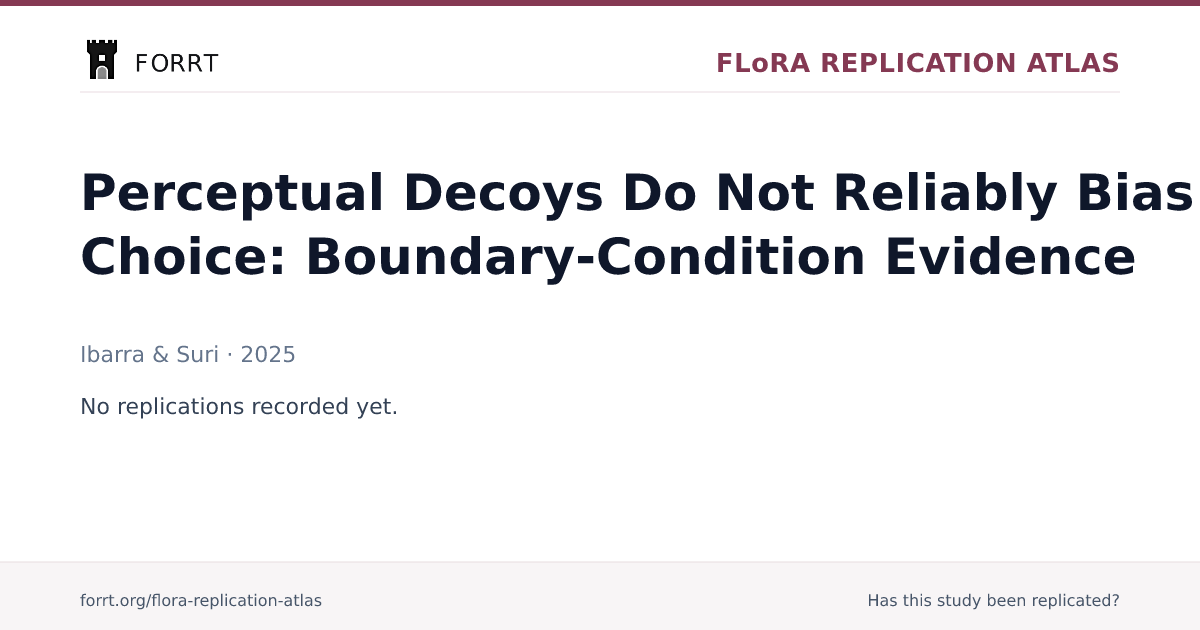 FORRT
FLoRA REPLICATION ATLAS
Perceptual Decoys Do Not Reliably Bias
Choice: Boundary-Condition Evidence
Ibarra & Suri · 2025
No replications recorded yet.
forrt.org/flora-replication-atlas
Has this study been replicated?